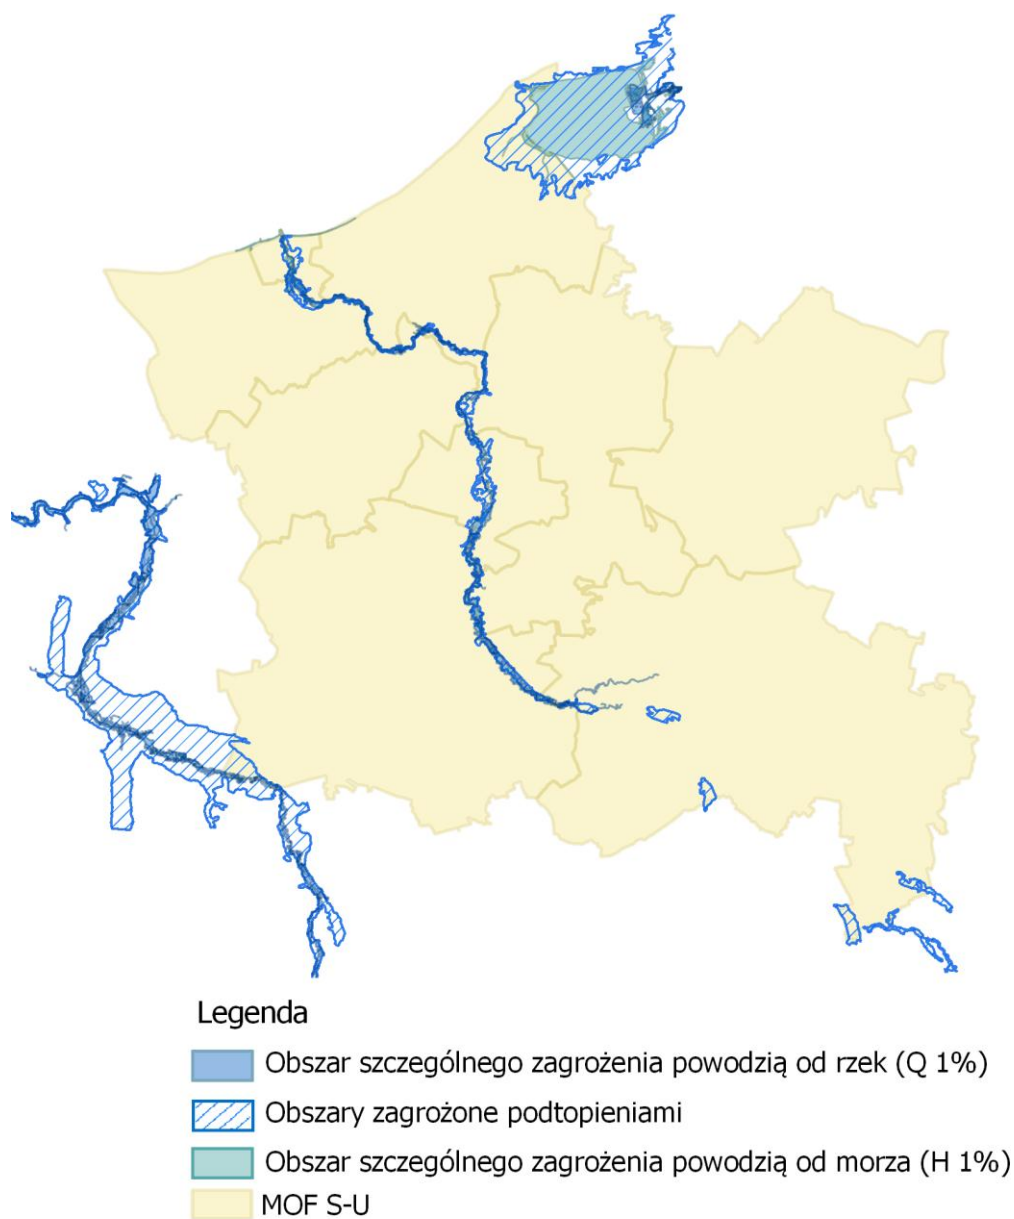 Legenda
Obszar szczególnego zagrożenia powodzią od rzek (Q 1%)
Obszary zagrożone podtopieniami
Obszar szczególnego zagrożenia powodzią od morza (H 1%)
MOF S-U